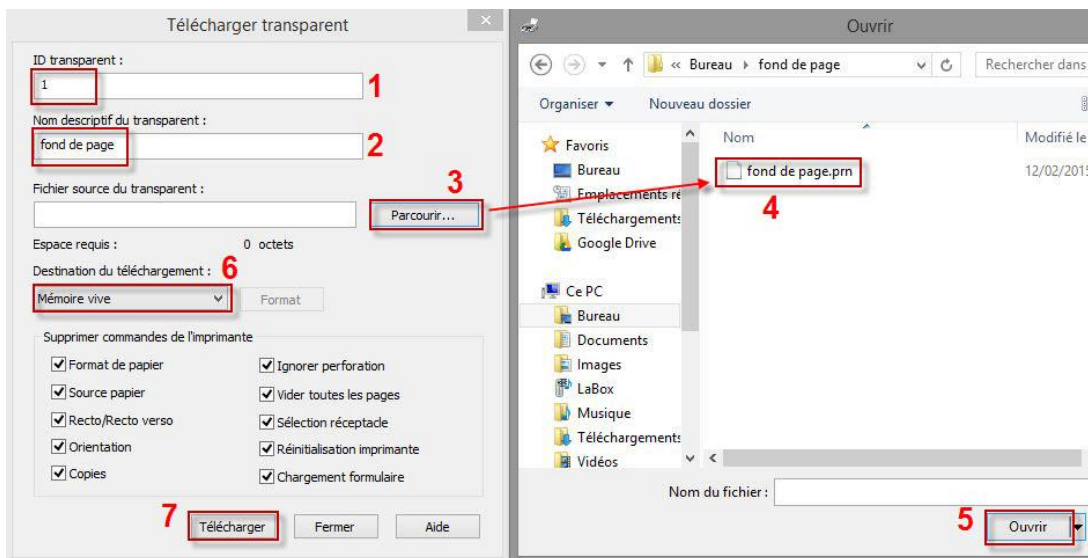 Télécharger transparent
ID transparent :
1
1
Nom descriptif du transparent :
fond de page
2
Fichier source du transparent :
3
Parcourir...
Espace requis :
0 octets
Destination du téléchargement :
6
Mémoire vive
Format
Supprimer commandes de l'imprimante
Format de papier
Ignorer perforation
Source papier
Vider toutes les pages
Recto/Recto verso
Sélection réceptacle
Orientation
Réinitialisation imprimante
Copies
Chargement formulaire
7
Télécharger
Fermer
Aide
Ouvrir
« Bureau fond de page
Rechercher dans
Organiser
Nouveau dossier
Nom
Modifié le
fond de page.prn
12/02/2015
4
Favoris
Bureau
Emplacements ré
Téléchargements
Google Drive
Ce PC
Bureau
Documents
Images
LaBox
Musique
Téléchargements
Vidéos
Nom du fichier :
5
Ouvrir